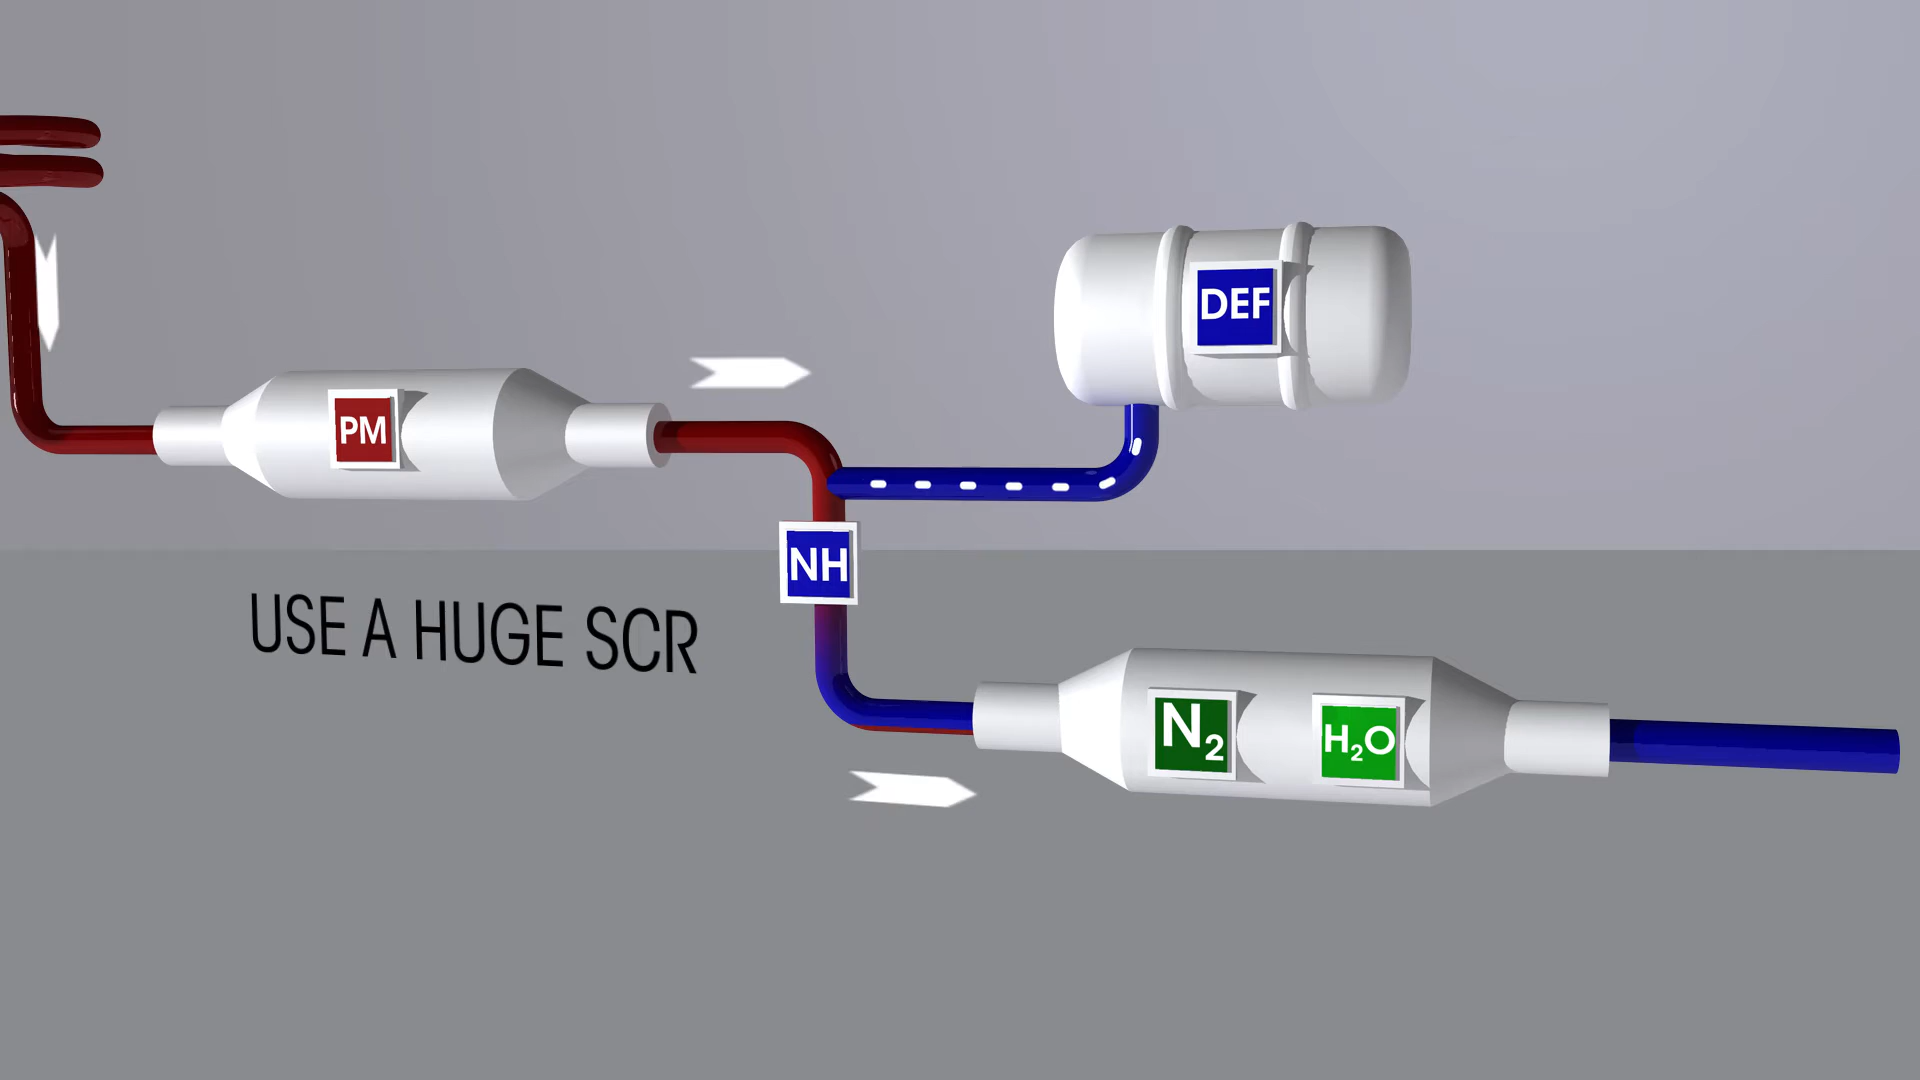 DEF
PM
NH
USE A HUGE SCR
N₂
H₂O